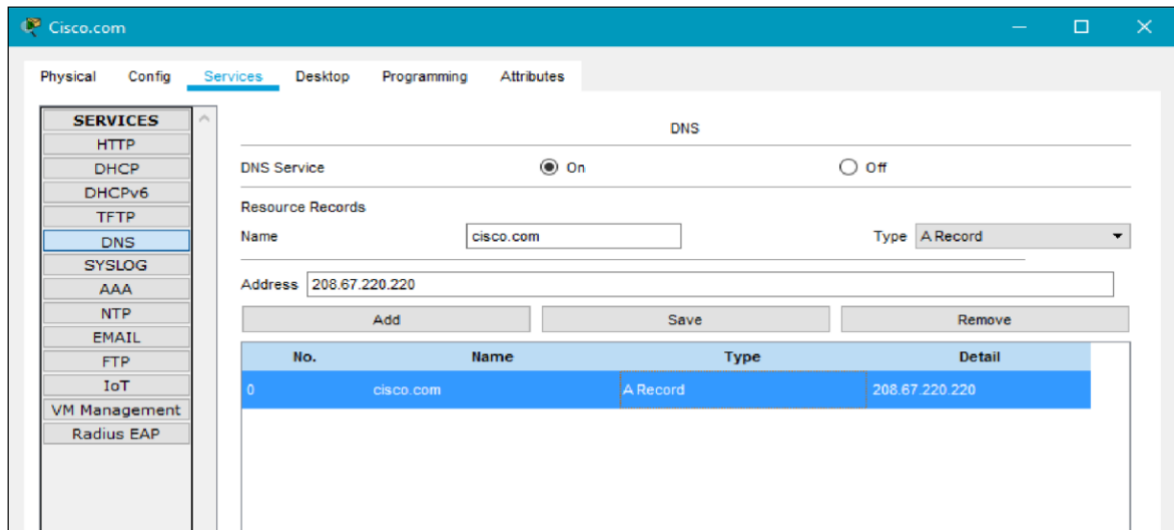 Cisco.com
Physical Config Services Desktop Programming Attributes
SERVICES
HTTP
DHCP
DHCPv6
TFTP
DNS
SYSLOG
AAA
NTP
EMAIL
FTP
IoT
VM Management
Radius EAP
DNS
DNS Service On Off
Resource Records
Name cisco.com Type A Record
Address 208.67.220.220
Add Save Remove
No. Name Type Detail
0 cisco.com A Record 208.67.220.220